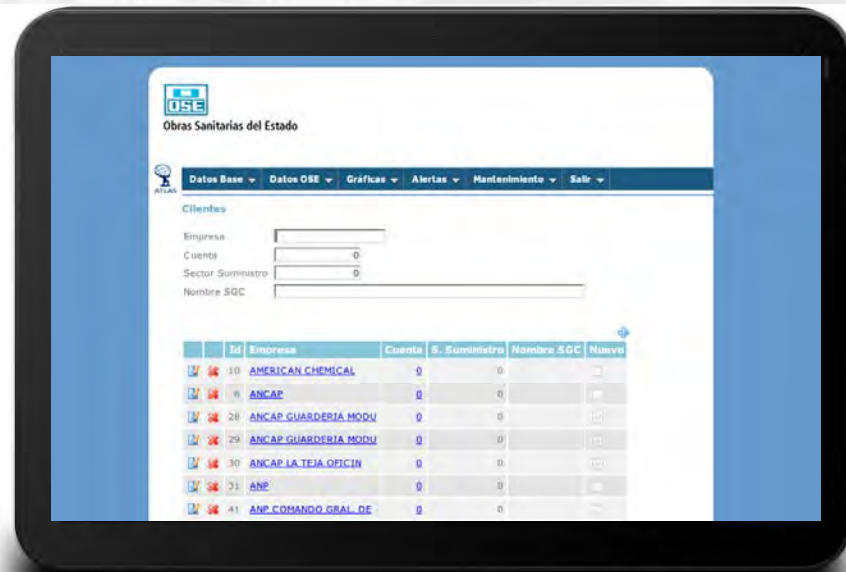 OSE
Obras Sanitarias del Estado
ATLAS
Datos Base Datos OSE Gráficas Alertas Mantenimiento Salir
Clientes
Empresa
Cuenta 0
Sector Suministro 0
Nombre SGC
Id Empresa Cuenta S. Suministro Nombre SGC Nuevo
10 AMERICAN CHEMICAL 0 0
ANCAP 0 0
28 ANCAP GUARDERIA MODU 0 0
29 ANCAP GUARDERIA MODU 0 0
30 ANCAP LA TEJA OFICIN 0 0
31 ANP 0 0
41 ANP COMANDO GRAL. DE 0 0